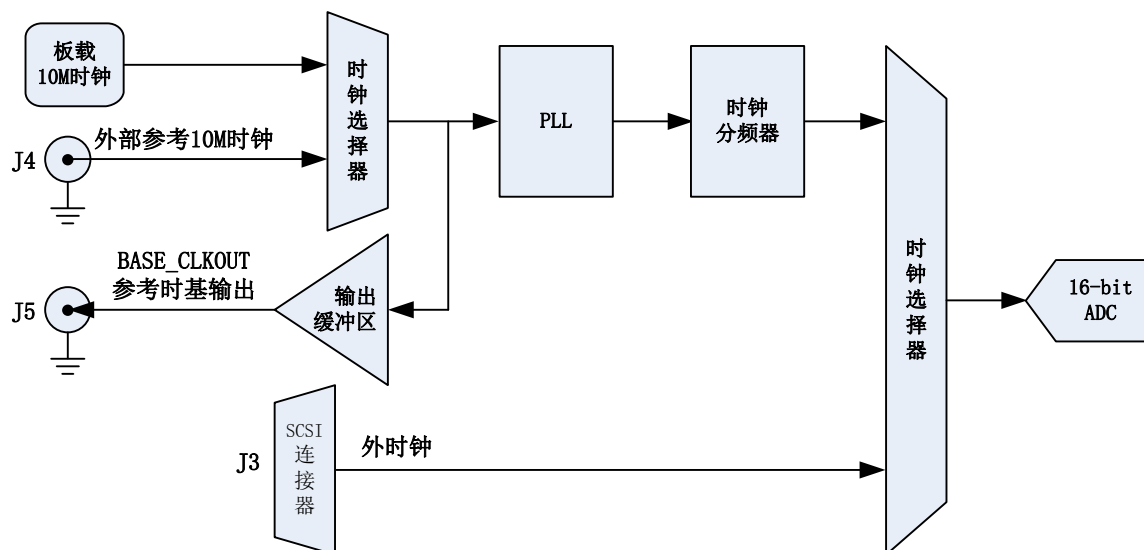 板载
10M时钟
J4
外部参考10M时钟
时钟选择器
PLL
时钟
分频器
BASE_CLKOUT
参考时基输出
J5
输出
缓冲区
时钟选择器
16-bit
ADC
J3
SCSI
连接器
外时钟